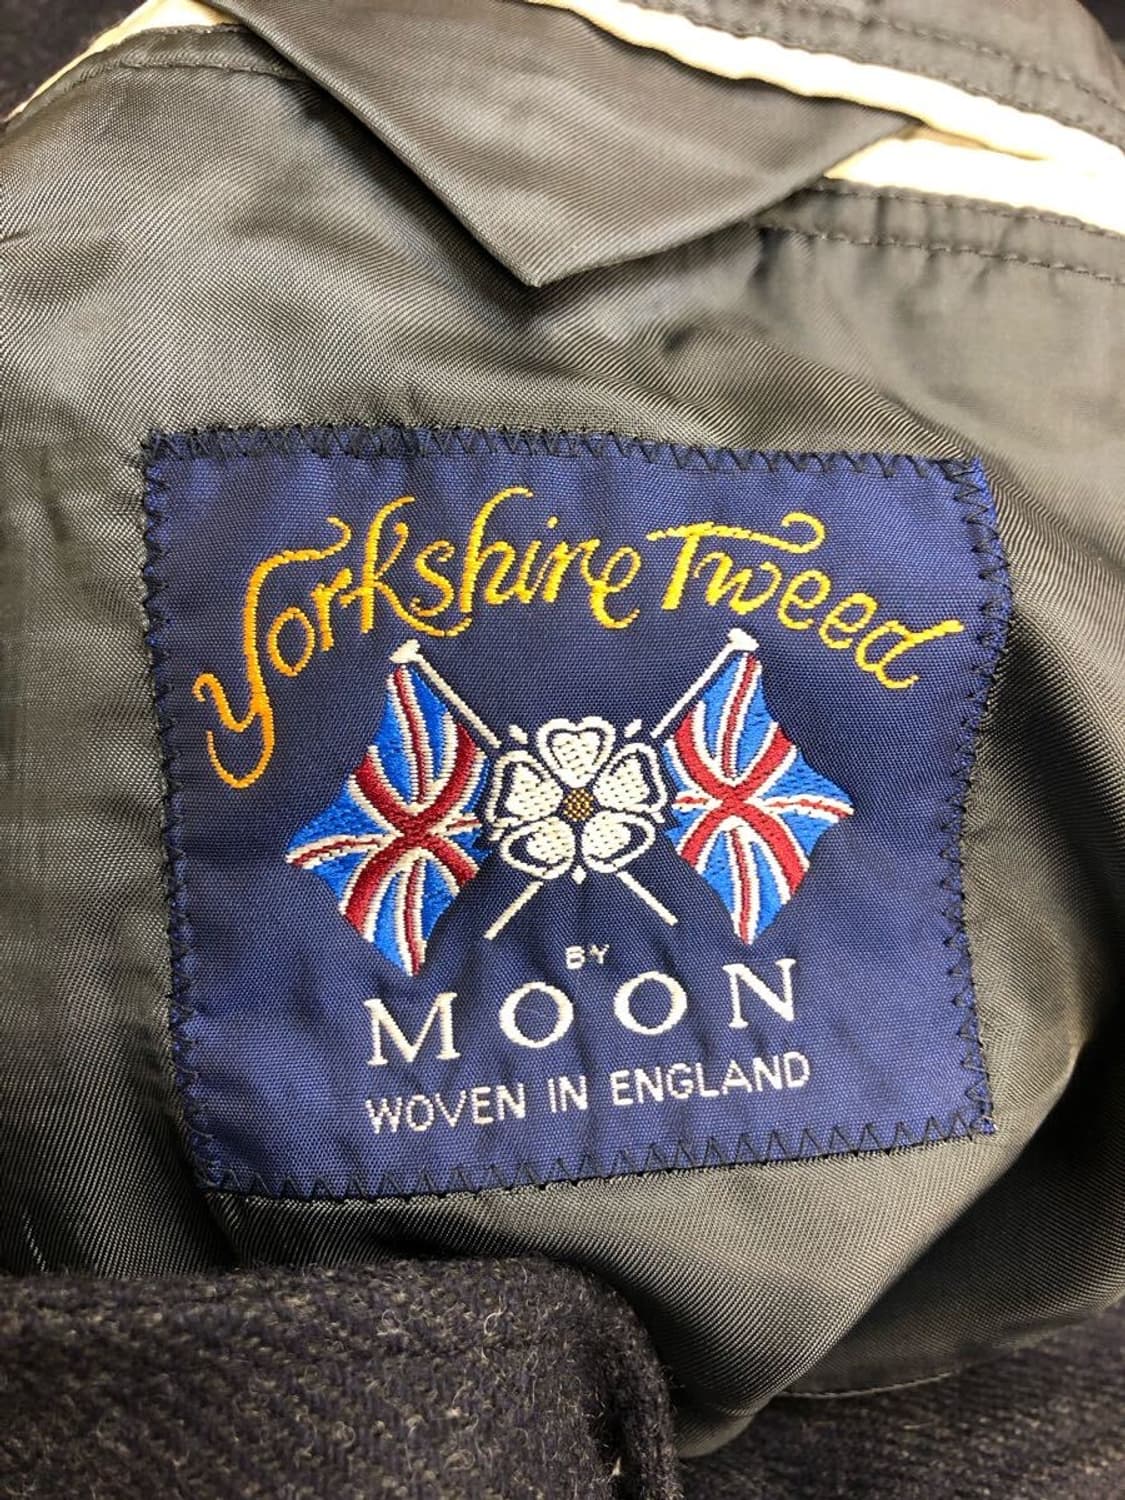 Yorkshire Tweed
BY
MOON
WOVEN IN ENGLAND